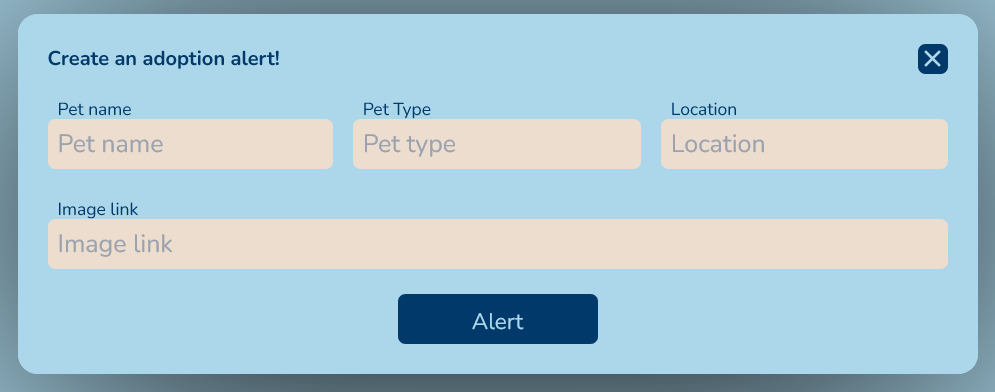 Create an adoption alert!
Pet name Pet Type Location
Pet name Pet type Location
Image link
Image link
Alert